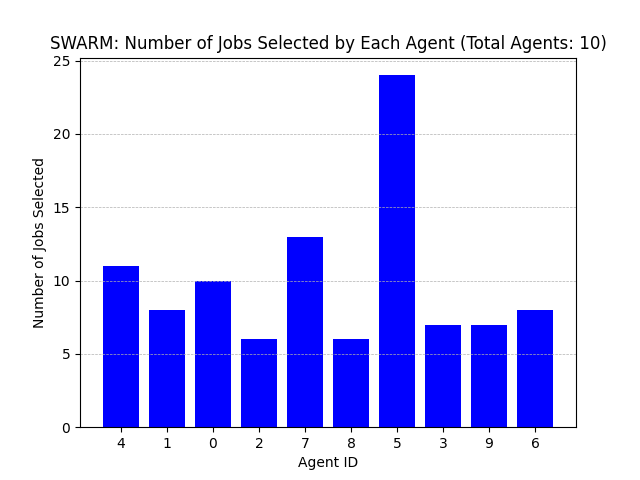 SWARM: Number of Jobs Selected by Each Agent (Total Agents: 10)
25
20
15
10
5
0
Number of Jobs Selected
4 1 0 2 7 8 5 3 9 6
Agent ID